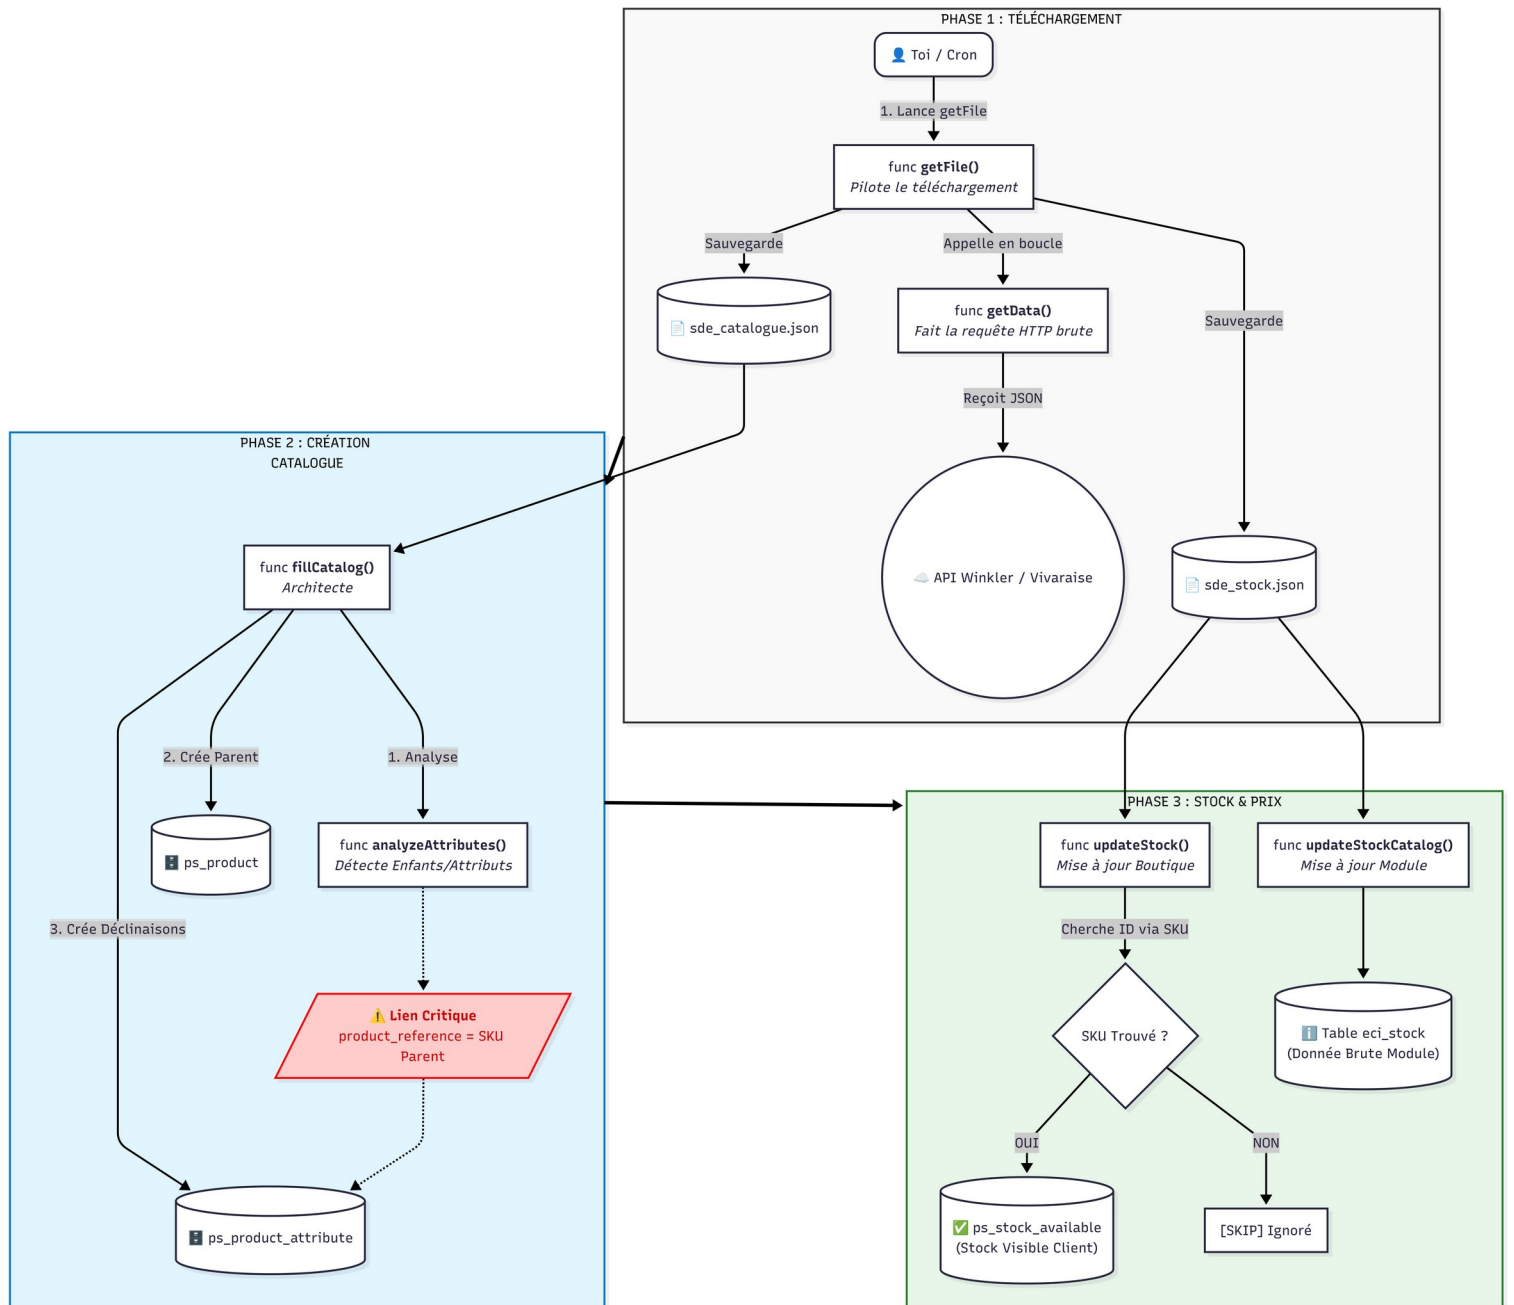 PHASE 1 : TÉLÉCHARGEMENT
👤 Toi / Cron
1. Lance getFile
func getFile()
Pilote le téléchargement
Sauvegarde
Appelle en boucle
Sauvegarde
📄 sde_catalogue.json
func getData()
Fait la requête HTTP brute
Reçoit JSON
☁️ API Winkler / Vivaraise
📄 sde_stock.json
PHASE 2 : CRÉATION
CATALOGUE
func fillCatalog()
Architecte
2. Crée Parent
1. Analyse
🗄️ ps_product
func analyzeAttributes()
Détecte Enfants/Attributs
3. Crée Déclinaisons
⚠️ Lien Critique
product_reference = SKU
Parent
🗄️ ps_product_attribute
PHASE 3 : STOCK & PRIX
func updateStock()
Mise à jour Boutique
func updateStockCatalog()
Mise à jour Module
Cherche ID via SKU
SKU Trouvé ?
ℹ️ Table eci_stock
(Donnée Brute Module)
OUI
NON
✅ ps_stock_available
(Stock Visible Client)
[SKIP] Ignoré